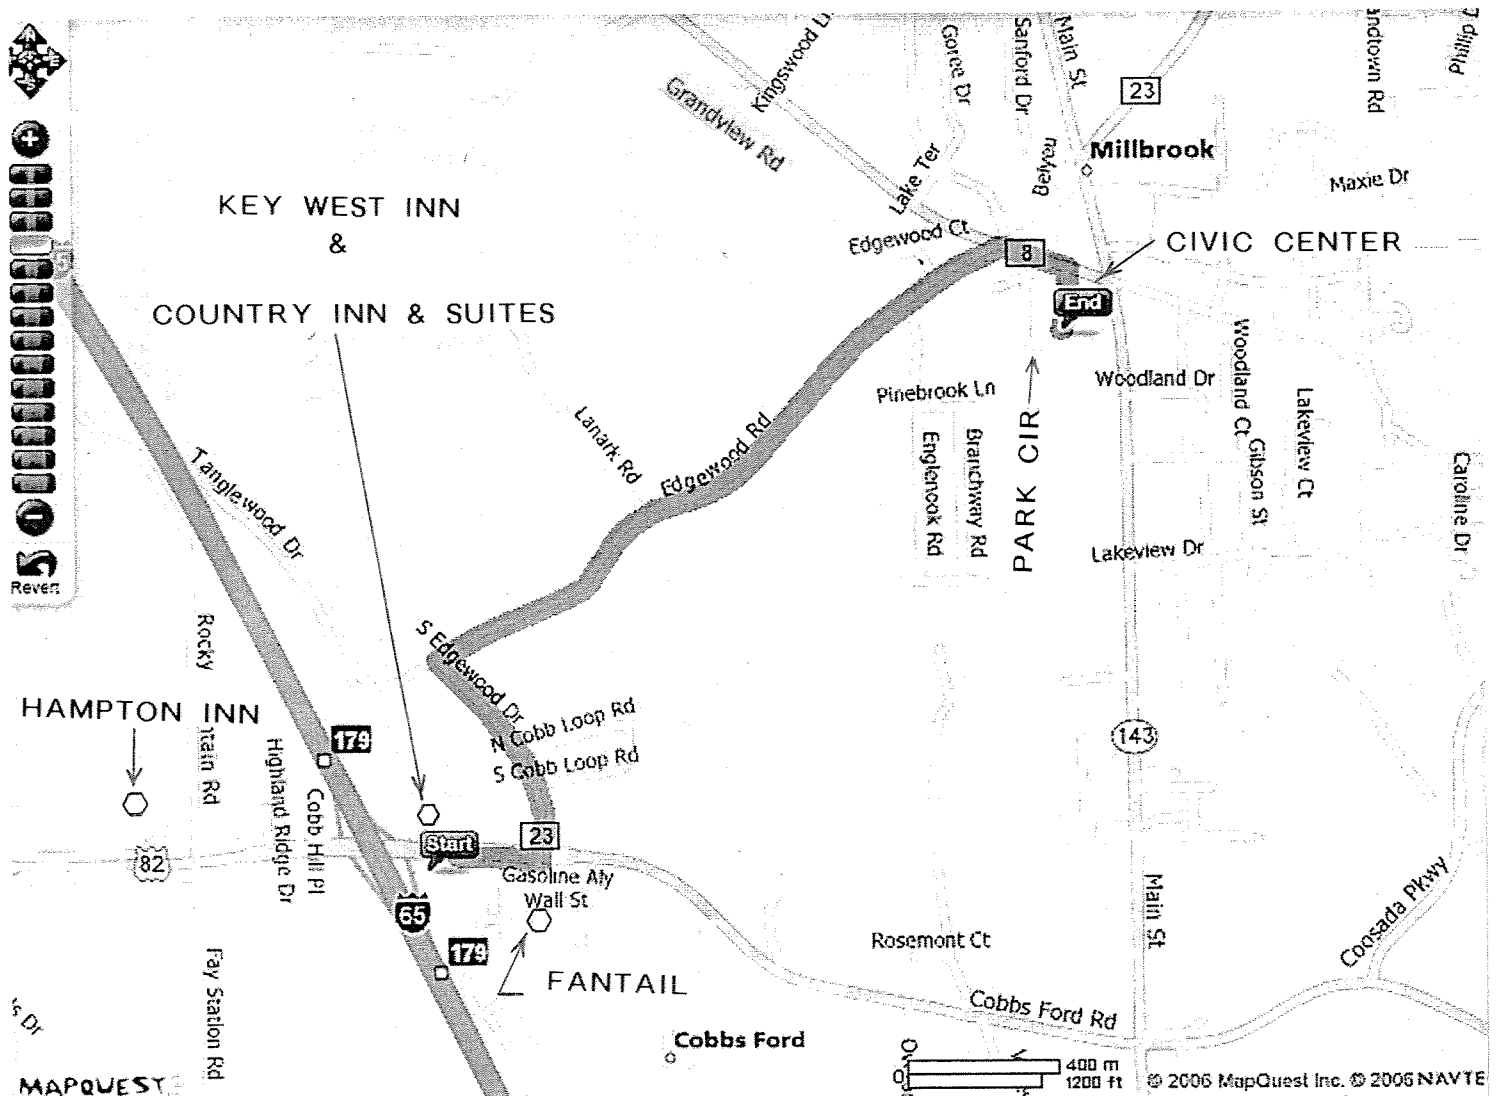 Kingswood Ln
Goree Dr
Sanford Dr
Main St
23
Phillip
Grandview Rd
Millbrook
Belyeu
Lake Ter
Maxie Dr
KEY WEST INN
&
COUNTRY INN & SUITES
Edgewood Ct
8
CIVIC CENTER
End
Woodland Dr
Woodland Ct
Pinebrook Ln
Lakeview Ct
Lanark Rd
Edgewood Rd
Englenook Rd
Branchway Rd
PARK CIR
Gibson St
Caroline Dr
Tanglewood Dr
Lakeview Dr
Revert
Rocky
ntain Rd
S Edgewood Dr
HAMPTON INN
179
N Cobb Loop Rd
S Cobb Loop Rd
143
Highland Ridge Dr
Cobb Hill Pl
Start
23
82
Gasoline Aly
Wall St
65
179
FANTAIL
Main St
Coosada Pkwy
Rosemont Ct
Fay Station Rd
s Dr
Cobbs Ford Rd
Cobbs Ford
MAPQUEST
0
400 m
1200 ft
© 2006 MapQuest Inc. © 2006 NAVTE